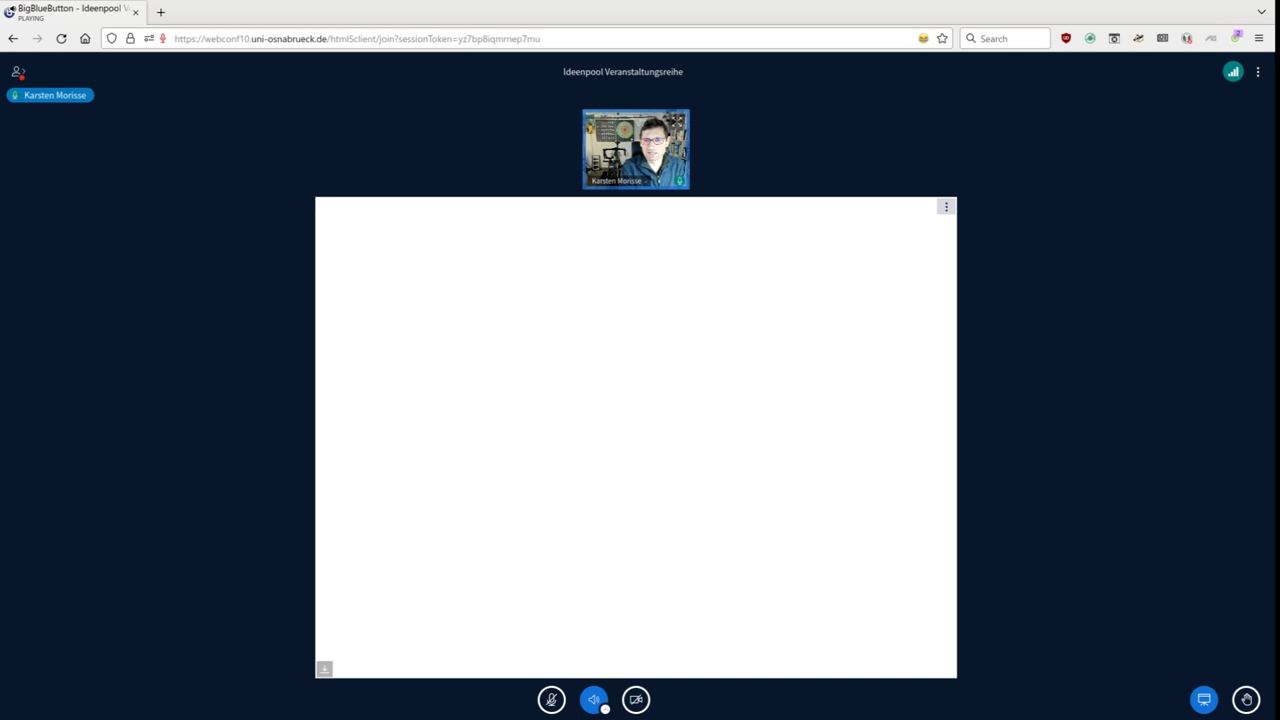 BigBlueButton - Ideenpool V
PLAYING
https://webconf10.uni-osnabrueck.de/html5client/join?sessionToken=yz7bp8iqmrnep7mu
Search
2
Ideenpool Veranstaltungsreihe
Karsten Morisse
Karsten Morisse